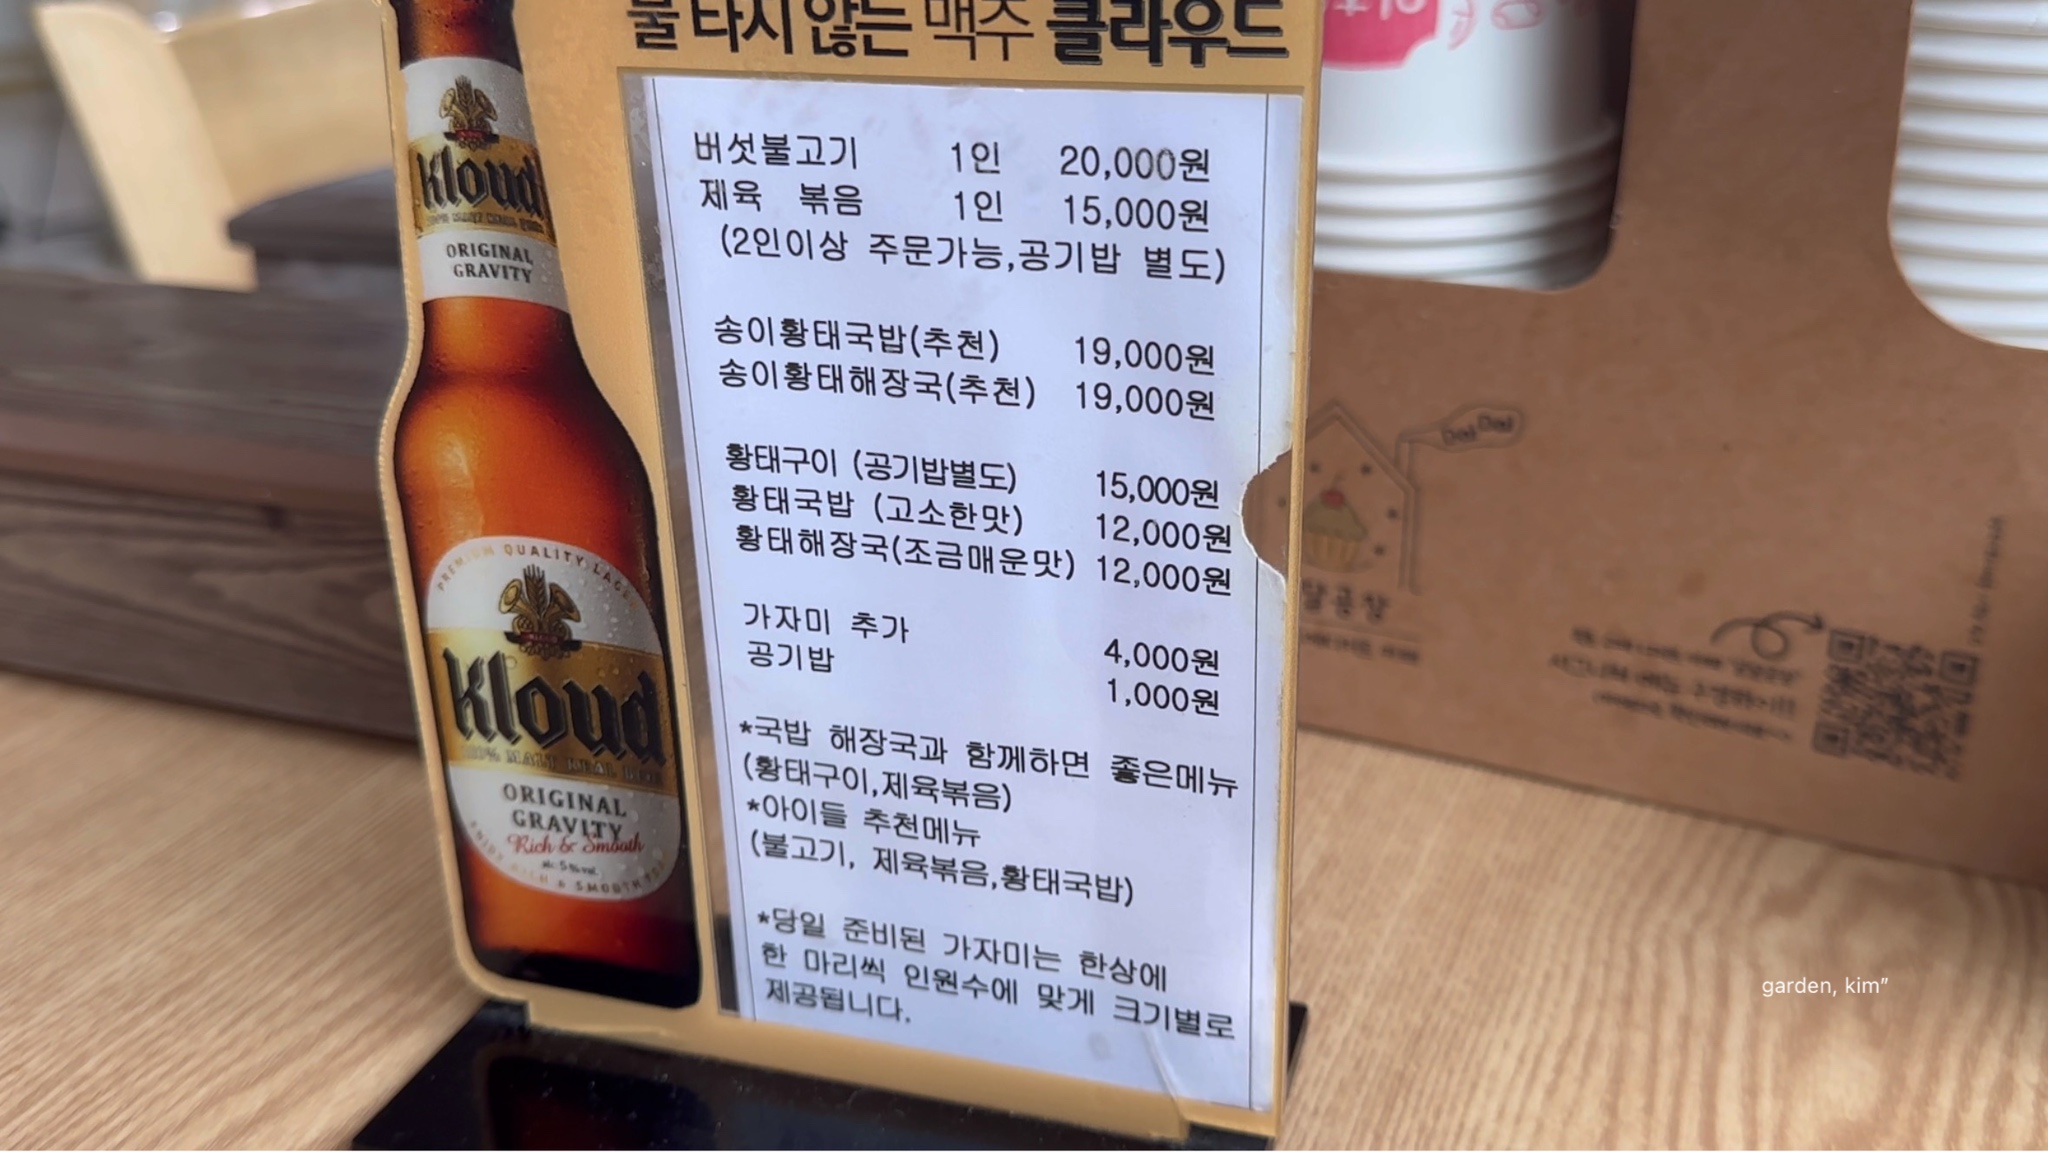 물 타시 않는 맥주 클라우드
Kloud
ORIGINAL
GRAVITY
버섯불고기 1인 20,000원
제육 볶음 1인 15,000원
(2인이상 주문가능,공기밥 별도)
송이황태국밥(추천) 19,000원
송이황태해장국(추천) 19,000원
황태구이 (공기밥별도) 15,000원
황태국밥 (고소한맛) 12,000원
황태해장국(조금매운맛) 12,000원
가자미 추가 4,000원
공기밥 1,000원
*국밥 해장국과 함께하면 좋은메뉴
(황태구이,제육볶음)
*아이들 추천메뉴
(불고기, 제육볶음,황태국밥)
*당일 준비된 가자미는 한상에
한 마리씩 인원수에 맞게 크기별로
제공됩니다.
PREMIUM QUALITY LAGER
Kloud
100% MALT REAL BEER
ORIGINAL
GRAVITY
Rich & Smooth
alc. 5% vol.
garden, kim”